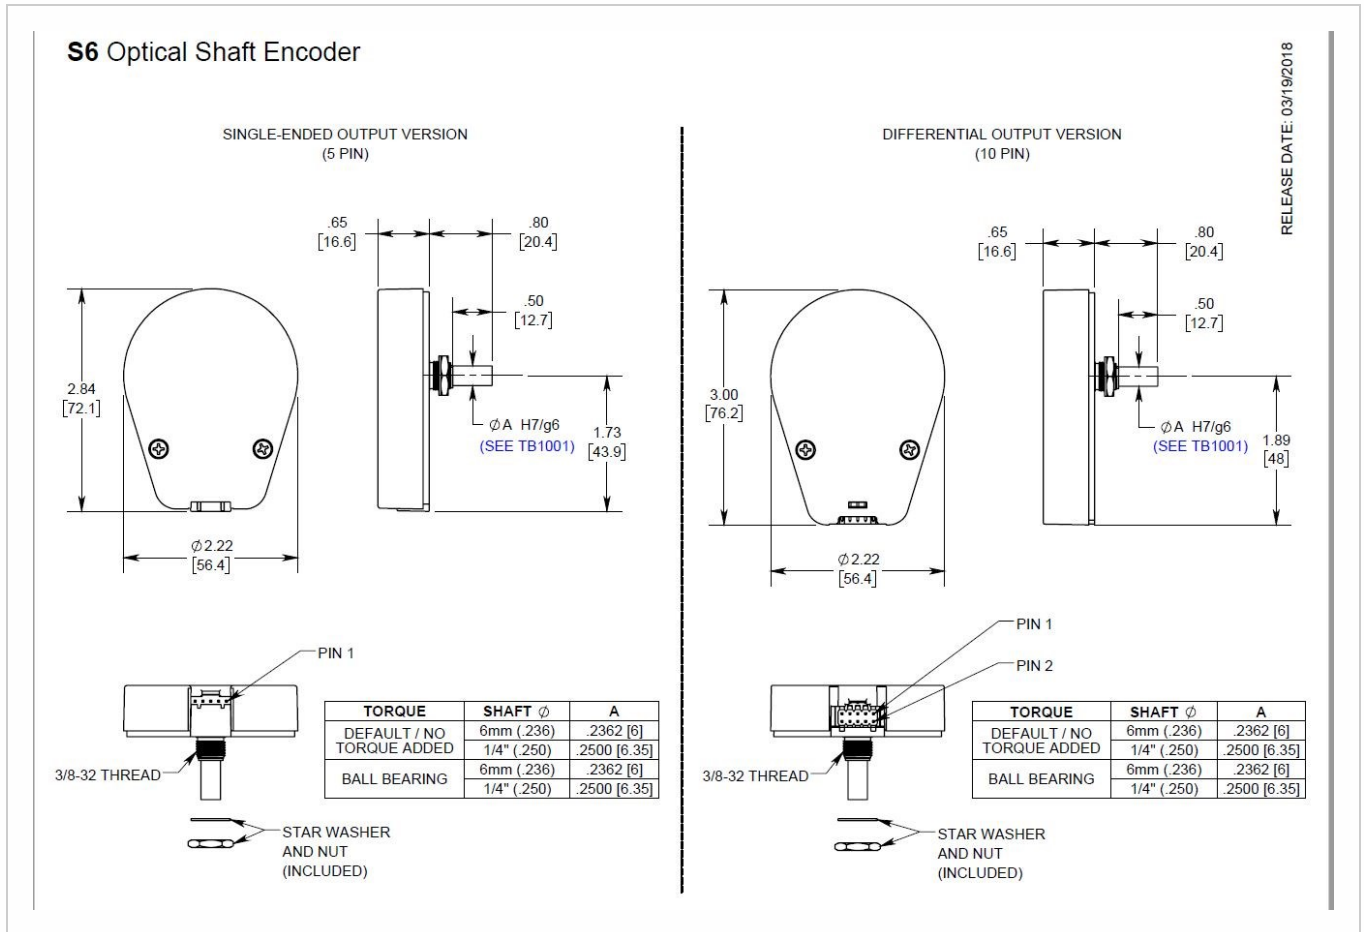 S6 Optical Shaft Encoder
RELEASE DATE: 03/19/2018
SINGLE-ENDED OUTPUT VERSION
(5 PIN)
.65
[16.6]
.80
[20.4]
.50
[12.7]
2.84
[72.1]
∅A H7/g6
(SEE TB1001)
1.73
[43.9]
∅2.22
[56.4]
PIN 1
3/8-32 THREAD
TORQUE SHAFT ∅ A
DEFAULT / NO TORQUE ADDED 6mm (.236) .2362 [6]
1/4" (.250) .2500 [6.35]
BALL BEARING 6mm (.236) .2362 [6]
1/4" (.250) .2500 [6.35]
STAR WASHER
AND NUT
(INCLUDED)
DIFFERENTIAL OUTPUT VERSION
(10 PIN)
.65
[16.6]
.80
[20.4]
.50
[12.7]
3.00
[76.2]
∅A H7/g6
(SEE TB1001)
1.89
[48]
∅2.22
[56.4]
PIN 1
PIN 2
3/8-32 THREAD
TORQUE SHAFT ∅ A
DEFAULT / NO TORQUE ADDED 6mm (.236) .2362 [6]
1/4" (.250) .2500 [6.35]
BALL BEARING 6mm (.236) .2362 [6]
1/4" (.250) .2500 [6.35]
STAR WASHER
AND NUT
(INCLUDED)